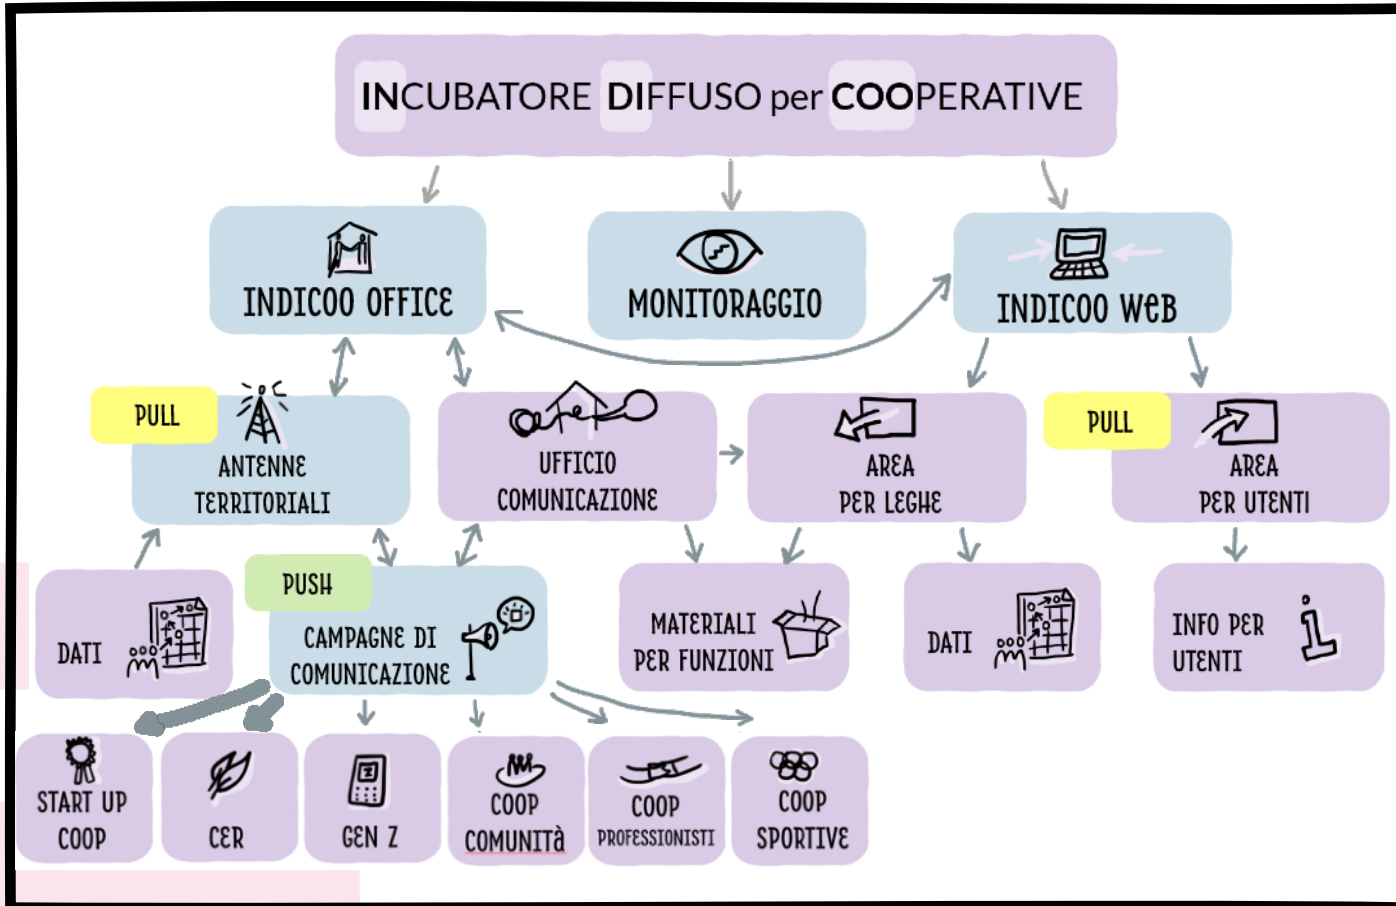 INCUBATORE DIFFUSO per COOPERATIVE
INDICOO OFFICE
MONITORAGGIO
INDICOO WEB
PULL
ANTENNE
TERRITORIALI
UFFICIO
COMUNICAZIONE
AREA
PER LEGHE
PULL
AREA
PER UTENTI
DATI
PUSH
CAMPAGNE DI
COMUNICAZIONE
MATERIALI
PER FUNZIONI
DATI
INFO PER
UTENTI
START UP
COOP
CER
GEN Z
COOP
COMUNITà
COOP
PROFESSIONISTI
COOP
SPORTIVE